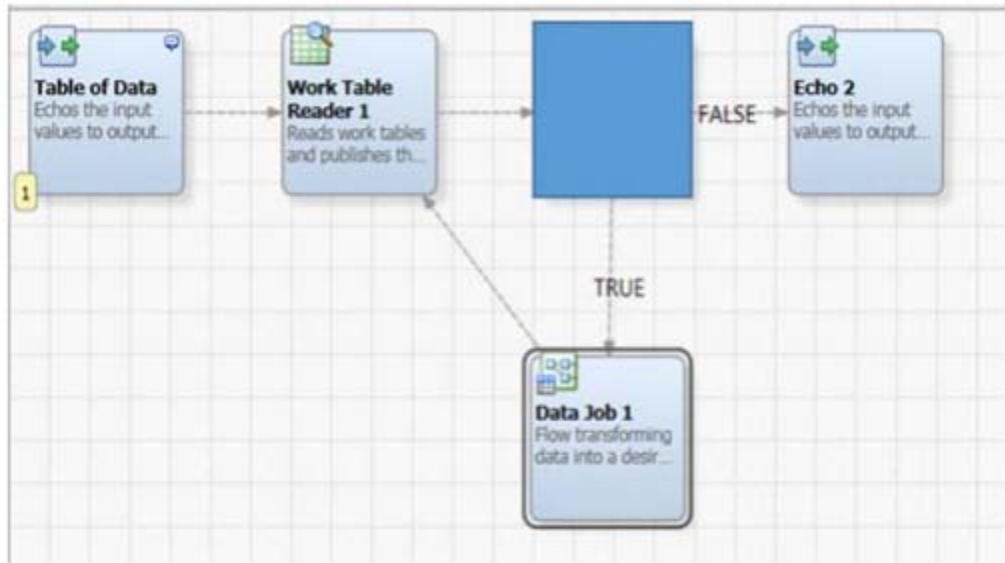 Table of Data
Echos the input
values to output...
1
Work Table
Reader 1
Reads work tables
and publishes th...
FALSE
Echo 2
Echos the input
values to output...
TRUE
Data Job 1
Flow transforming
data into a desir...